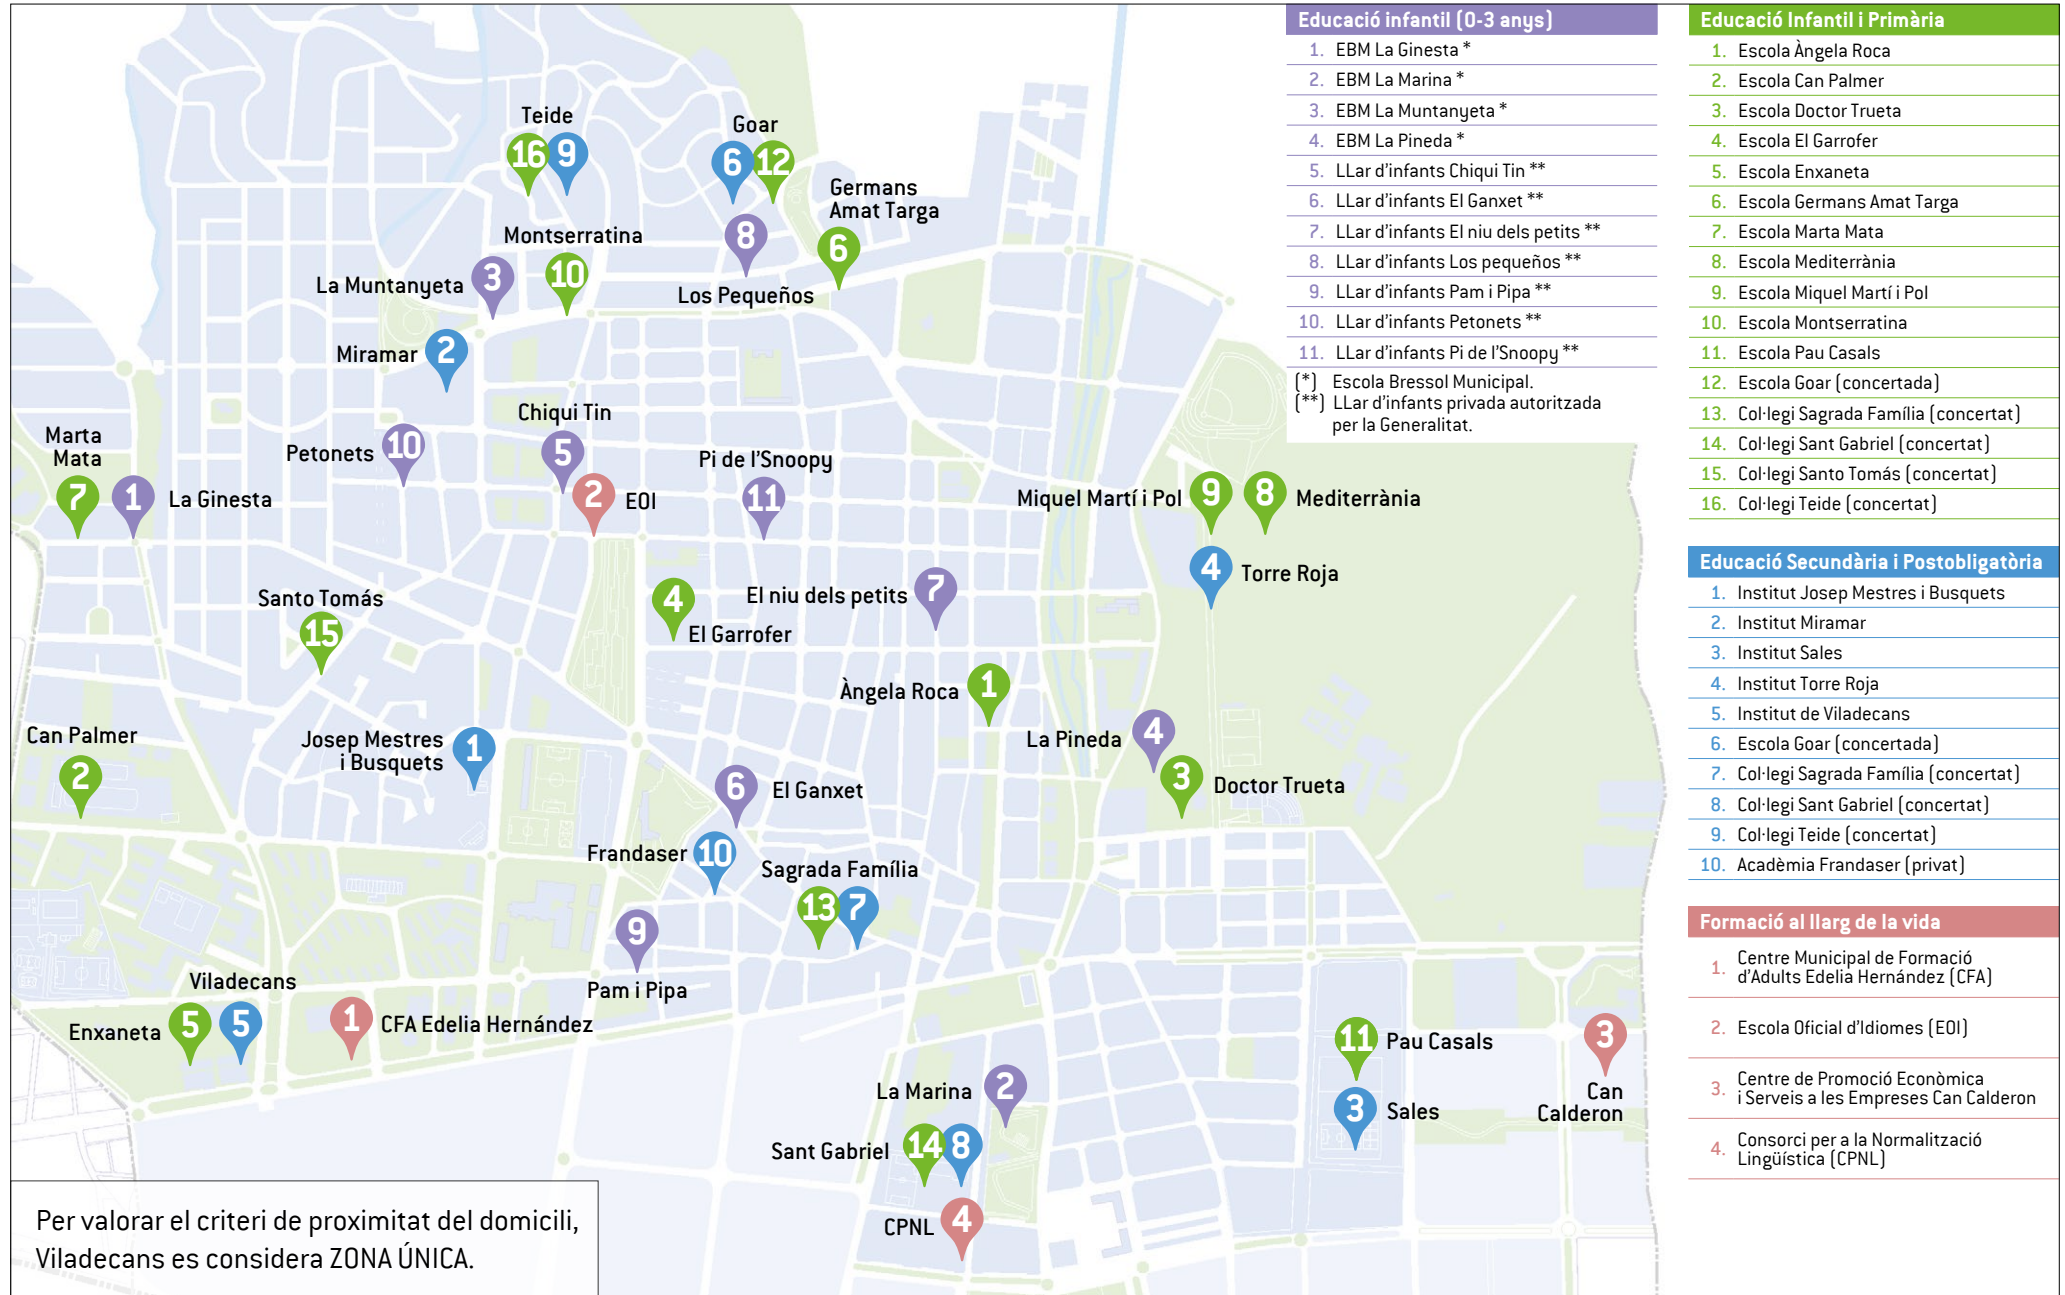 Teide
16 9
Goar
6 12
Germans
Amat Targa
6
Montserratina
10
8
Los Pequeños
La Muntanyeta 3
Miramar 2
Chiqui Tin
5
Marta
Mata
7
1 La Ginesta
Petonets 10
2 EOI
Pi de l'Snoopy
11
Miquel Martí i Pol 9
8 Mediterrània
4 Torre Roja
Santo Tomás
15
4
El Garrofer
El niu dels petits 7
Àngela Roca 1
La Pineda 4
3 Doctor Trueta
Can Palmer
2
Josep Mestres
i Busquets
1
6 El Ganxet
Frandaser 10
Sagrada Família
13 7
9
Pam i Pipa
Viladecans
Enxaneta 5 5
1 CFA Edelia Hernández
11 Pau Casals
3 Sales
3
Can
Calderon
La Marina 2
Sant Gabriel 14 8
CPNL 4
Per valorar el criteri de proximitat del domicili,
Viladecans es considera ZONA ÚNICA.
Educació infantil (0-3 anys)
1. EBM La Ginesta *
2. EBM La Marina *
3. EBM La Muntanyeta *
4. EBM La Pineda *
5. LLar d'infants Chiqui Tin **
6. LLar d'infants El Ganxet **
7. LLar d'infants El niu dels petits **
8. LLar d'infants Los pequeños **
9. LLar d'infants Pam i Pipa **
10. LLar d'infants Petonets **
11. LLar d'infants Pi de l'Snoopy **
(*) Escola Bressol Municipal.
(**) LLar d'infants privada autoritzada
per la Generalitat.
Educació Infantil i Primària
1. Escola Àngela Roca
2. Escola Can Palmer
3. Escola Doctor Trueta
4. Escola El Garrofer
5. Escola Enxaneta
6. Escola Germans Amat Targa
7. Escola Marta Mata
8. Escola Mediterrània
9. Escola Miquel Martí i Pol
10. Escola Montserratina
11. Escola Pau Casals
12. Escola Goar (concertada)
13. Col·legi Sagrada Família (concertat)
14. Col·legi Sant Gabriel (concertat)
15. Col·legi Santo Tomás (concertat)
16. Col·legi Teide (concertat)
Educació Secundària i Postobligatòria
1. Institut Josep Mestres i Busquets
2. Institut Miramar
3. Institut Sales
4. Institut Torre Roja
5. Institut de Viladecans
6. Escola Goar (concertada)
7. Col·legi Sagrada Família (concertat)
8. Col·legi Sant Gabriel (concertat)
9. Col·legi Teide (concertat)
10. Acadèmia Frandaser (privat)
Formació al llarg de la vida
1. Centre Municipal de Formació
d'Adults Edelia Hernández (CFA)
2. Escola Oficial d'Idiomes (EOI)
3. Centre de Promoció Econòmica
i Serveis a les Empreses Can Calderon
4. Consorci per a la Normalització
Lingüística (CPNL)